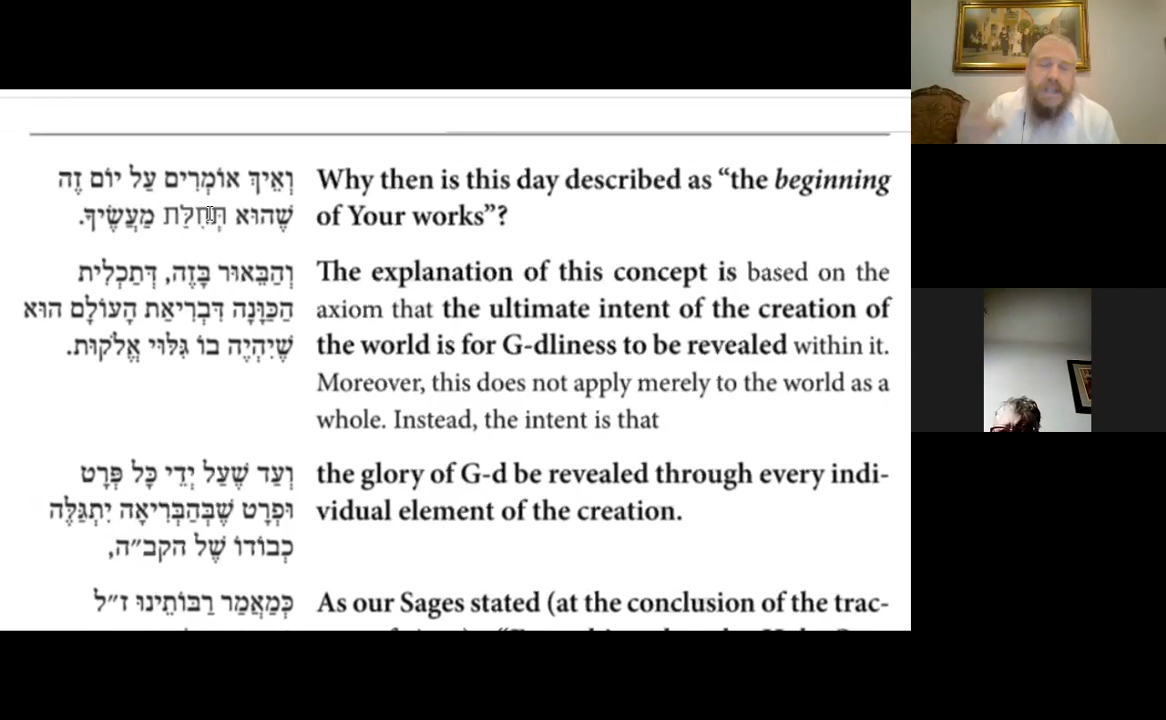 וְאֵיךְ אוֹמְרִים עַל יוֹם זֶה
שֶׁהוּא תְּחִלַּת מַעֲשֶׂיךָ.
Why then is this day described as “the beginning
of Your works”?
וְהַבֵּאוּר בָּזֶה, דְּתַכְלִית
הַכַּוָּנָה דִּבְרִיאַת הָעוֹלָם הוּא
שֶׁיִּהְיֶה בּוֹ גִּלּוּי אֱלֹקוּת.
The explanation of this concept is based on the
axiom that the ultimate intent of the creation of
the world is for G-dliness to be revealed within it.
Moreover, this does not apply merely to the world as a
whole. Instead, the intent is that
וְעַד שֶׁעַל יְדֵי כָּל פְּרָט
וּפְרָט שֶׁבְּהַבְּרִיאָה יִתְגַּלֶּה
כְּבוֹדוֹ שֶׁל הקב״ה,
the glory of G-d be revealed through every indi-
vidual element of the creation.
כְּמַאֲמַר רַבּוֹתֵינוּ ז״ל
As our Sages stated (at the conclusion of the trac-